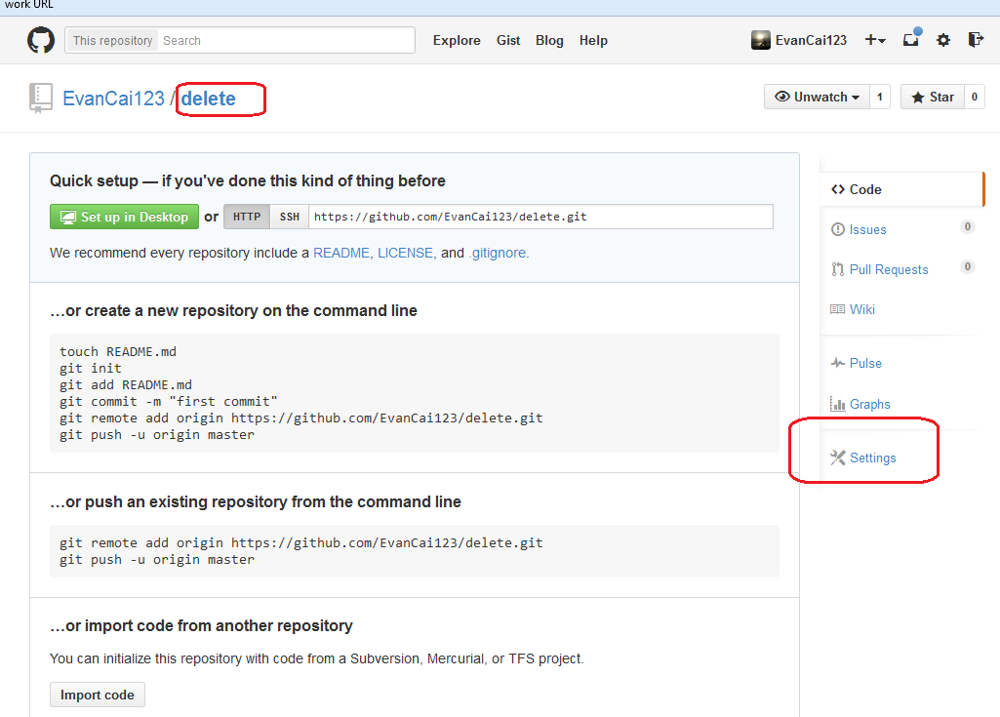 work URL
This repository Search Explore Gist Blog Help EvanCai123
EvanCai123 / delete
Unwatch 1 Star 0
Quick setup — if you've done this kind of thing before
Set up in Desktop or HTTP SSH https://github.com/EvanCai123/delete.git
We recommend every repository include a README, LICENSE, and .gitignore.
…or create a new repository on the command line
touch README.md
git init
git add README.md
git commit -m "first commit"
git remote add origin https://github.com/EvanCai123/delete.git
git push -u origin master
…or push an existing repository from the command line
git remote add origin https://github.com/EvanCai123/delete.git
git push -u origin master
…or import code from another repository
You can initialize this repository with code from a Subversion, Mercurial, or TFS project.
Import code
Code
Issues 0
Pull Requests 0
Wiki
Pulse
Graphs
Settings